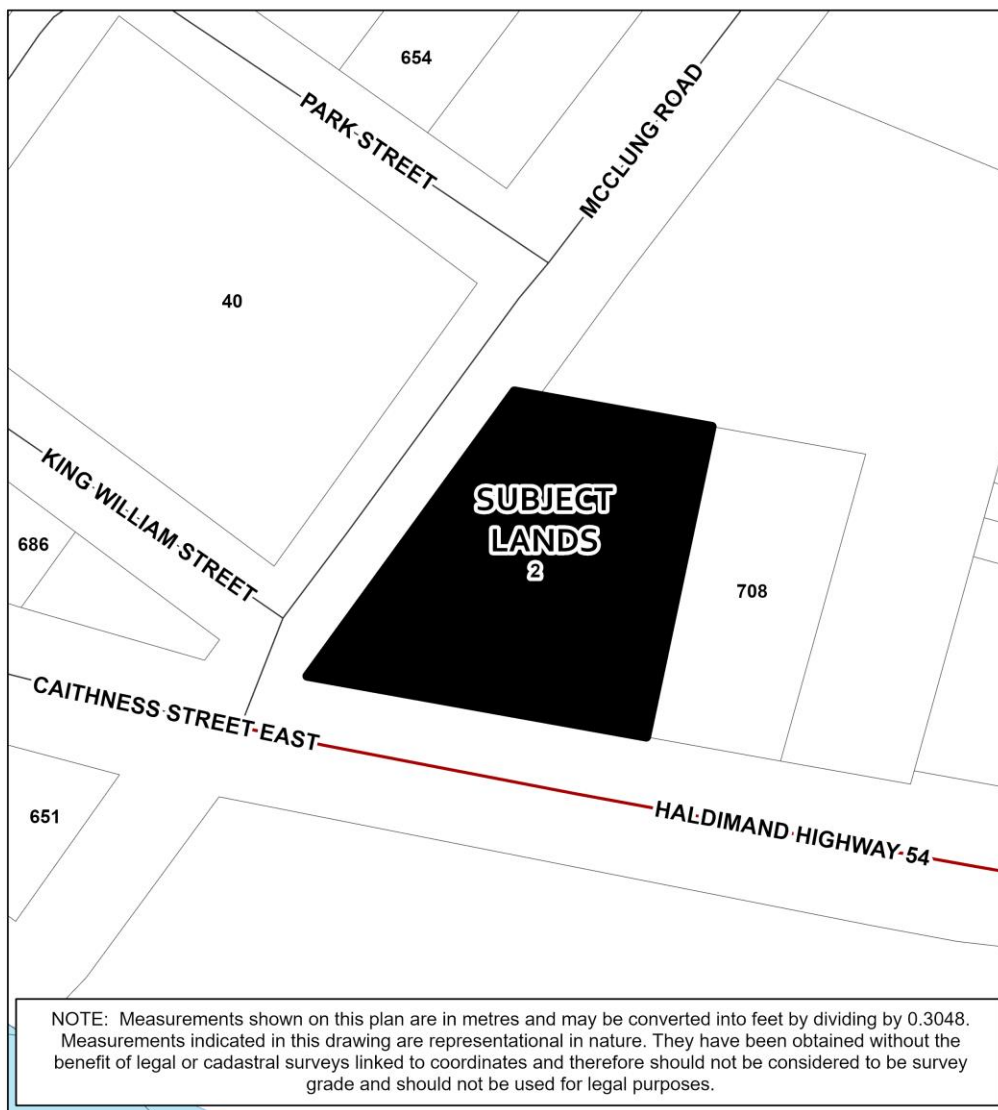 654
PARK STREET
MCCLUNG ROAD
40
KING WILLIAM STREET
SUBJECT
LANDS
2
686
708
CAITHNESS STREET EAST
651
HALDIMAND HIGHWAY 54
NOTE: Measurements shown on this plan are in metres and may be converted into feet by dividing by 0.3048.
Measurements indicated in this drawing are representational in nature. They have been obtained without the
benefit of legal or cadastral surveys linked to coordinates and therefore should not be considered to be survey
grade and should not be used for legal purposes.